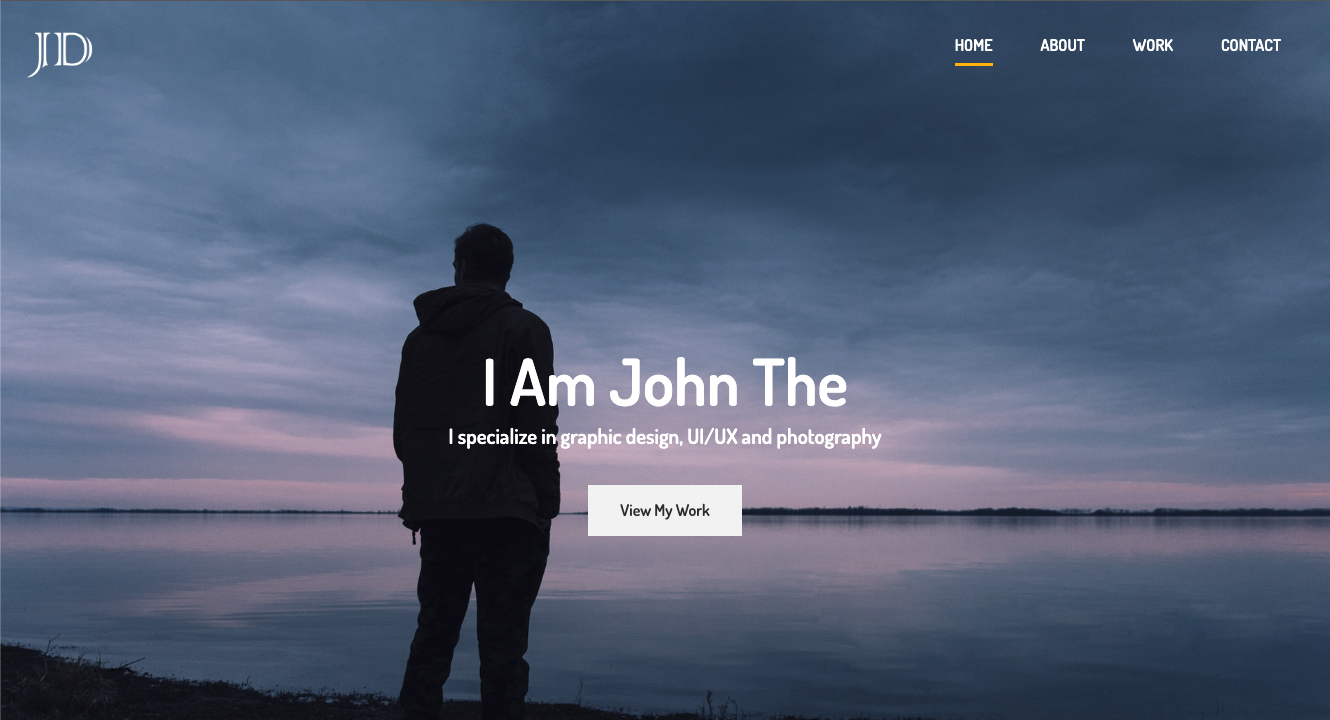 JD
HOME ABOUT WORK CONTACT
I Am John The
I specialize in graphic design, UI/UX and photography
View My Work